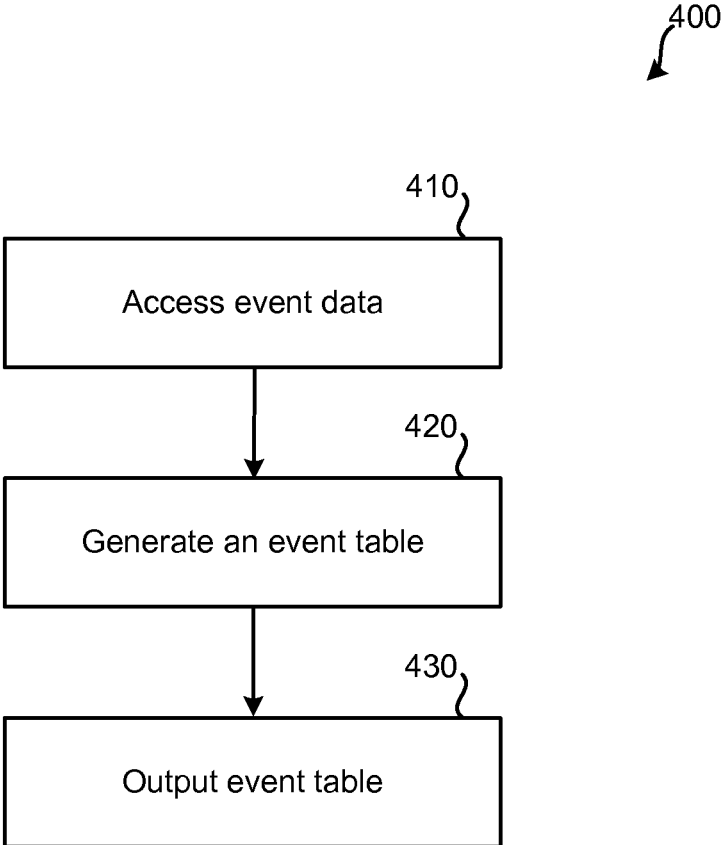 400
410
Access event data
420
Generate an event table
430
Output event table